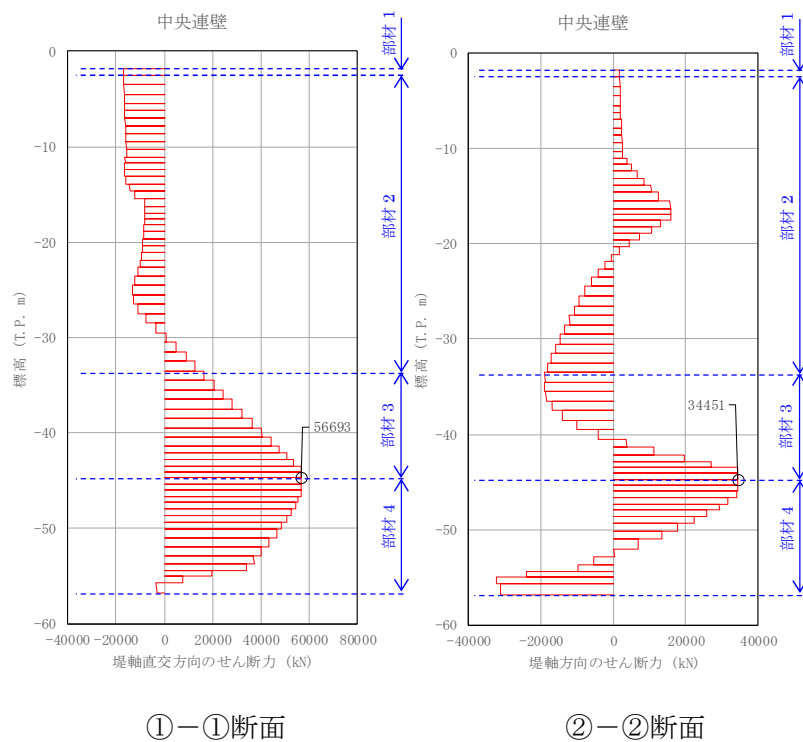 中央連壁
部材1
0
-10
-20
-30
-40
-50
-60
標高 (T.P. m)
部材2
部材3
部材4
56693
-40000 -20000 0 20000 40000 60000 80000
堤軸直交方向のせん断力 (kN)
①－①断面
中央連壁
部材1
0
-10
-20
-30
-40
-50
-60
標高 (T.P. m)
部材2
部材3
部材4
34451
-40000 -20000 0 20000 40000
堤軸方向のせん断力 (kN)
②－②断面